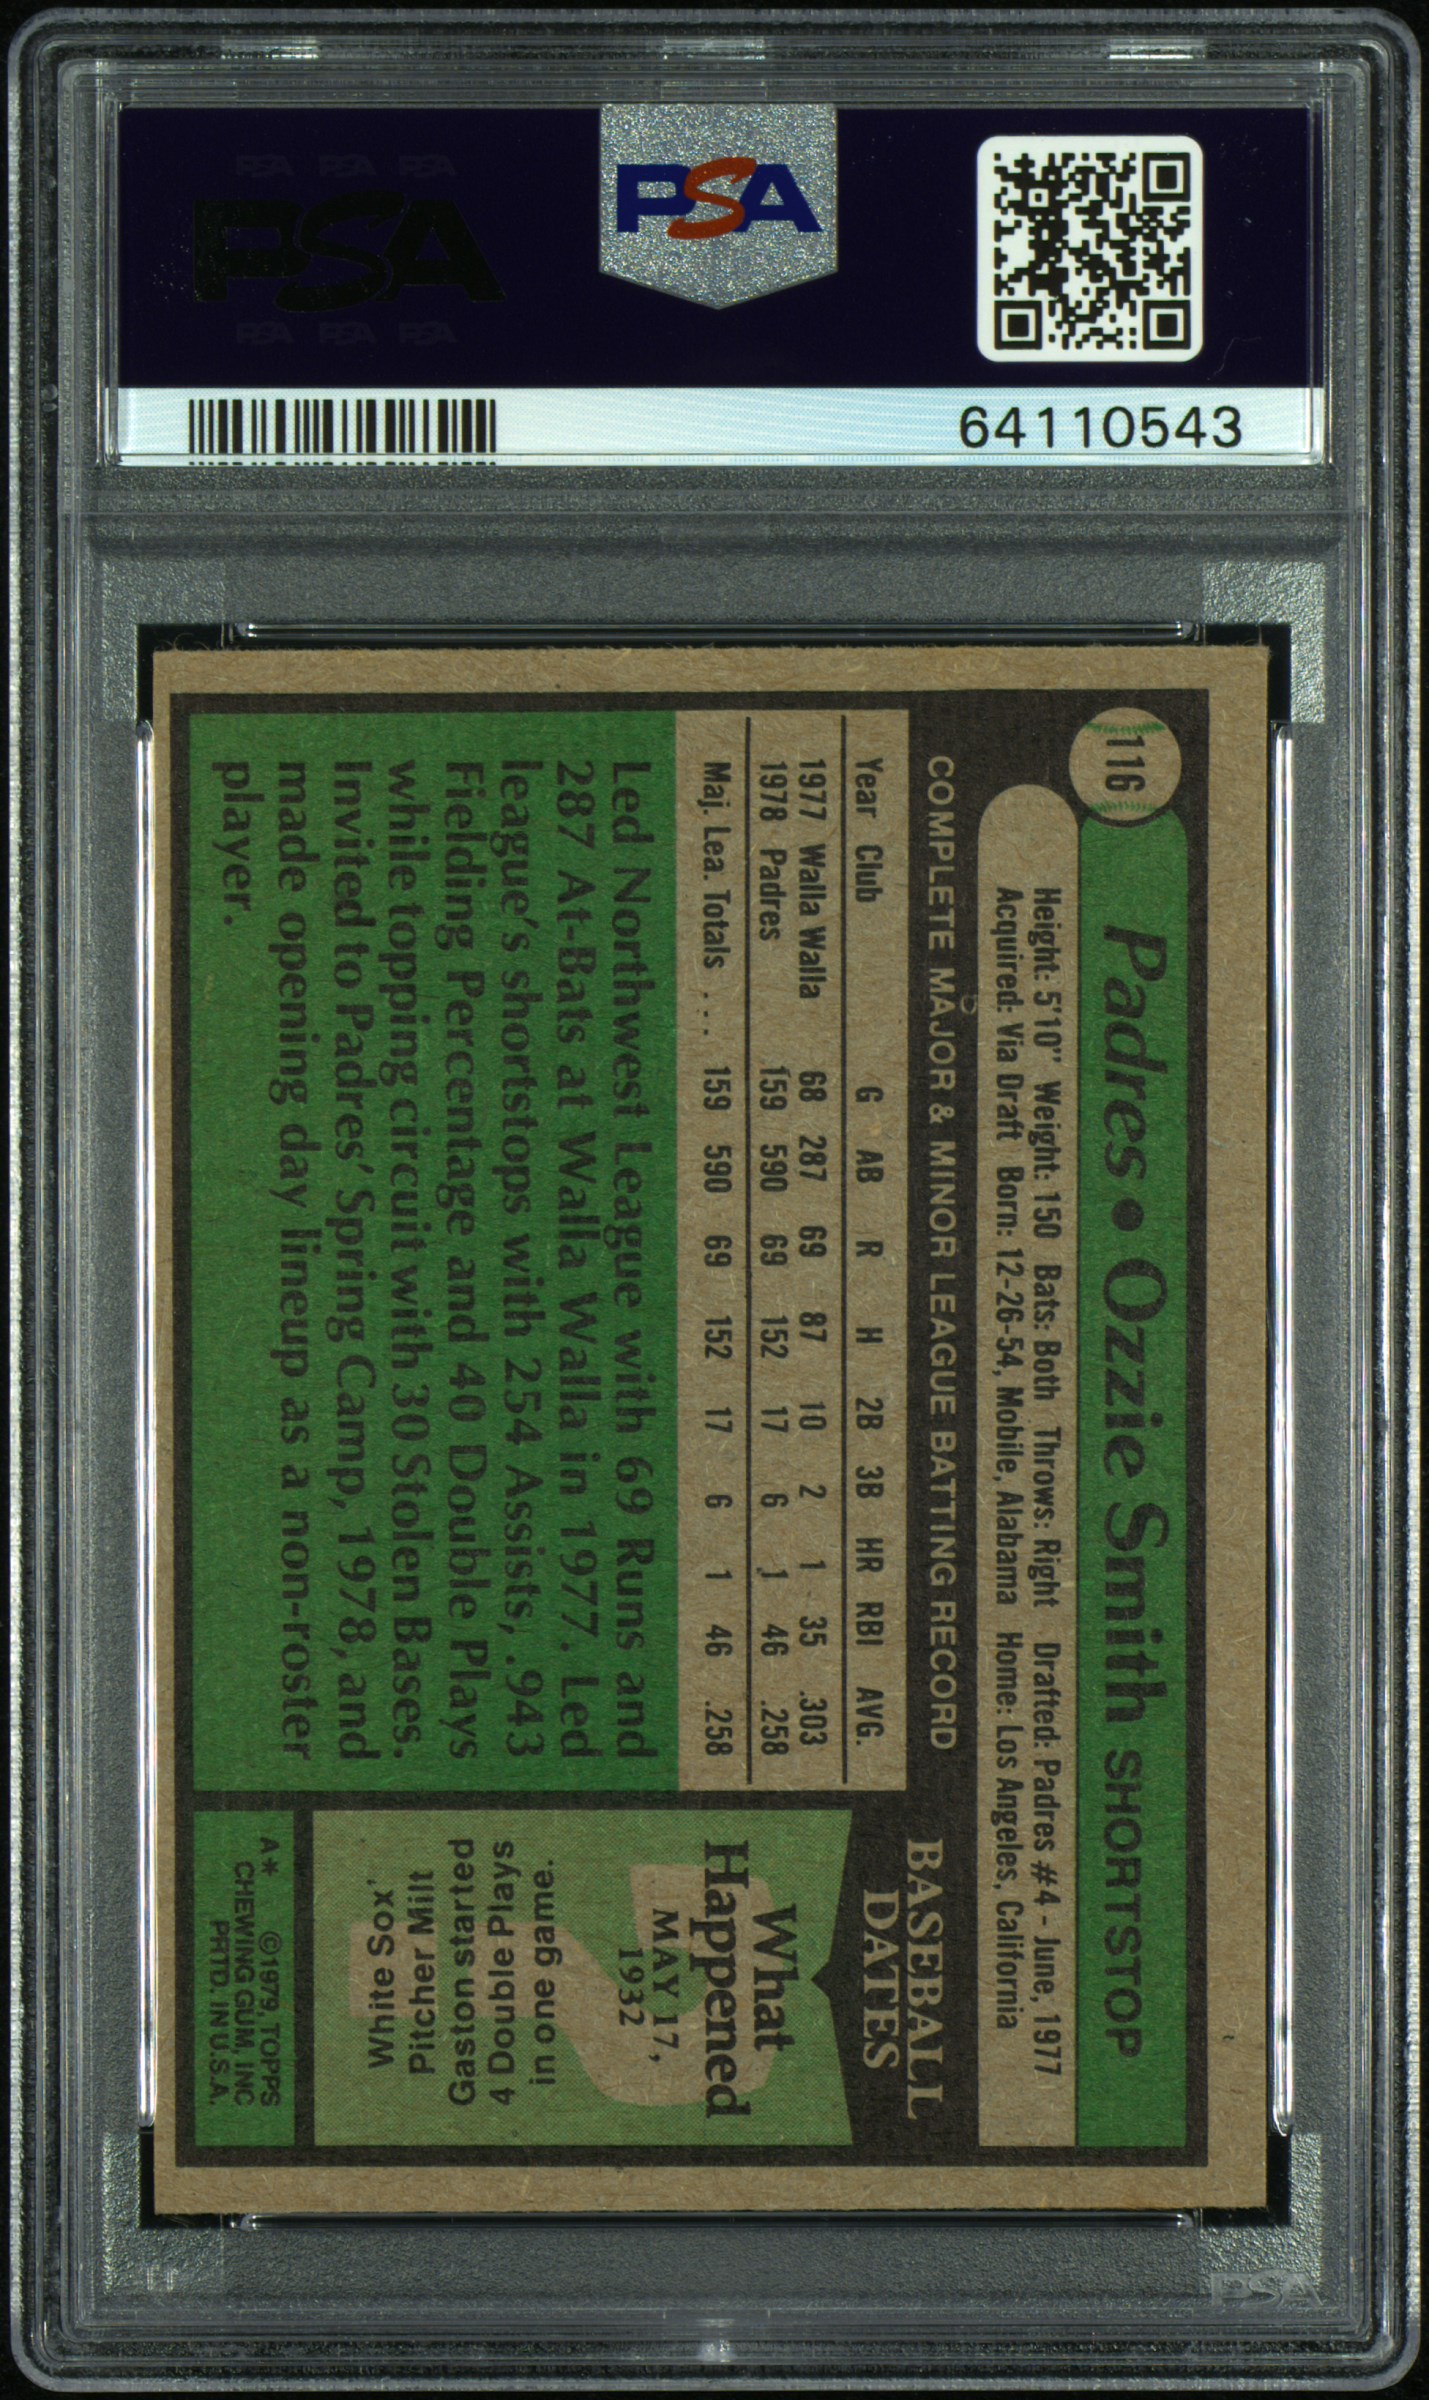 PSA PSA PSA
PSA
PSA PSA PSA
PSA
64110543
116
Padres • Ozzie Smith SHORTSTOP
Height: 5'10" Weight: 150 Bats: Both Throws: Right Drafted: Padres #4 - June, 1977
Acquired: Via Draft Born: 12-26-54, Mobile, Alabama Home: Los Angeles, California
COMPLETE MAJOR & MINOR LEAGUE BATTING RECORD
Year Club G AB R H 2B 3B HR RBI AVG.
1977 Walla Walla 68 287 69 87 10 2 1 35 .303
1978 Padres 159 590 69 152 17 6 1 46 .258
Maj. Lea. Totals . . . 159 590 69 152 17 6 1 46 .258
Led Northwest League with 69 Runs and
287 At-Bats at Walla Walla in 1977. Led
league's shortstops with 254 Assists, .943
Fielding Percentage and 40 Double Plays
while topping circuit with 30 Stolen Bases.
Invited to Padres' Spring Camp, 1978, and
made opening day lineup as a non-roster
player.
BASEBALL
DATES
What
Happened
MAY 17,
1932
White Sox'
Pitcher Milt
Gaston started
4 Double Plays
in one game.
A* ©1979, TOPPS
CHEWING GUM, INC
PRTD. IN U.S.A.
PSA